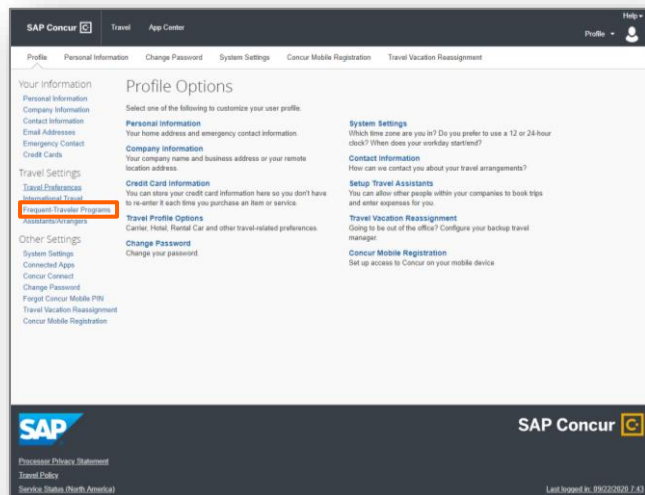 Help
SAP Concur C
Travel
App Center
Profile
Profile
Personal Information
Change Password
System Settings
Concur Mobile Registration
Travel Vacation Reassignment
Your Information
Personal Information
Company Information
Contact Information
Email Addresses
Emergency Contact
Credit Cards
Travel Settings
Travel Preferences
International Travel
Frequent-Traveler Programs
Assistants/Arrangers
Other Settings
System Settings
Connected Apps
Concur Connect
Change Password
Forgot Concur Mobile PIN
Travel Vacation Reassignment
Concur Mobile Registration
Profile Options
Select one of the following to customize your user profile.
Personal Information
Your home address and emergency contact information.
Company Information
Your company name and business address or your remote
location address.
Credit Card Information
You can store your credit card information here so you don't have
to re-enter it each time you purchase an item or service.
Travel Profile Options
Carrier, Hotel, Rental Car and other travel-related preferences.
Change Password
Change your password.
System Settings
Which time zone are you in? Do you prefer to use a 12 or 24-hour
clock? When does your workday start/end?
Contact Information
How can we contact you about your travel arrangements?
Setup Travel Assistants
You can allow other people within your companies to book trips
and enter expenses for you.
Travel Vacation Reassignment
Going to be out of the office? Configure your backup travel
manager.
Concur Mobile Registration
Set up access to Concur on your mobile device
SAP
SAP Concur C
Processor Privacy Statement
Travel Policy
Service Status (North America)
Last logged in: 09/22/2020 7:43